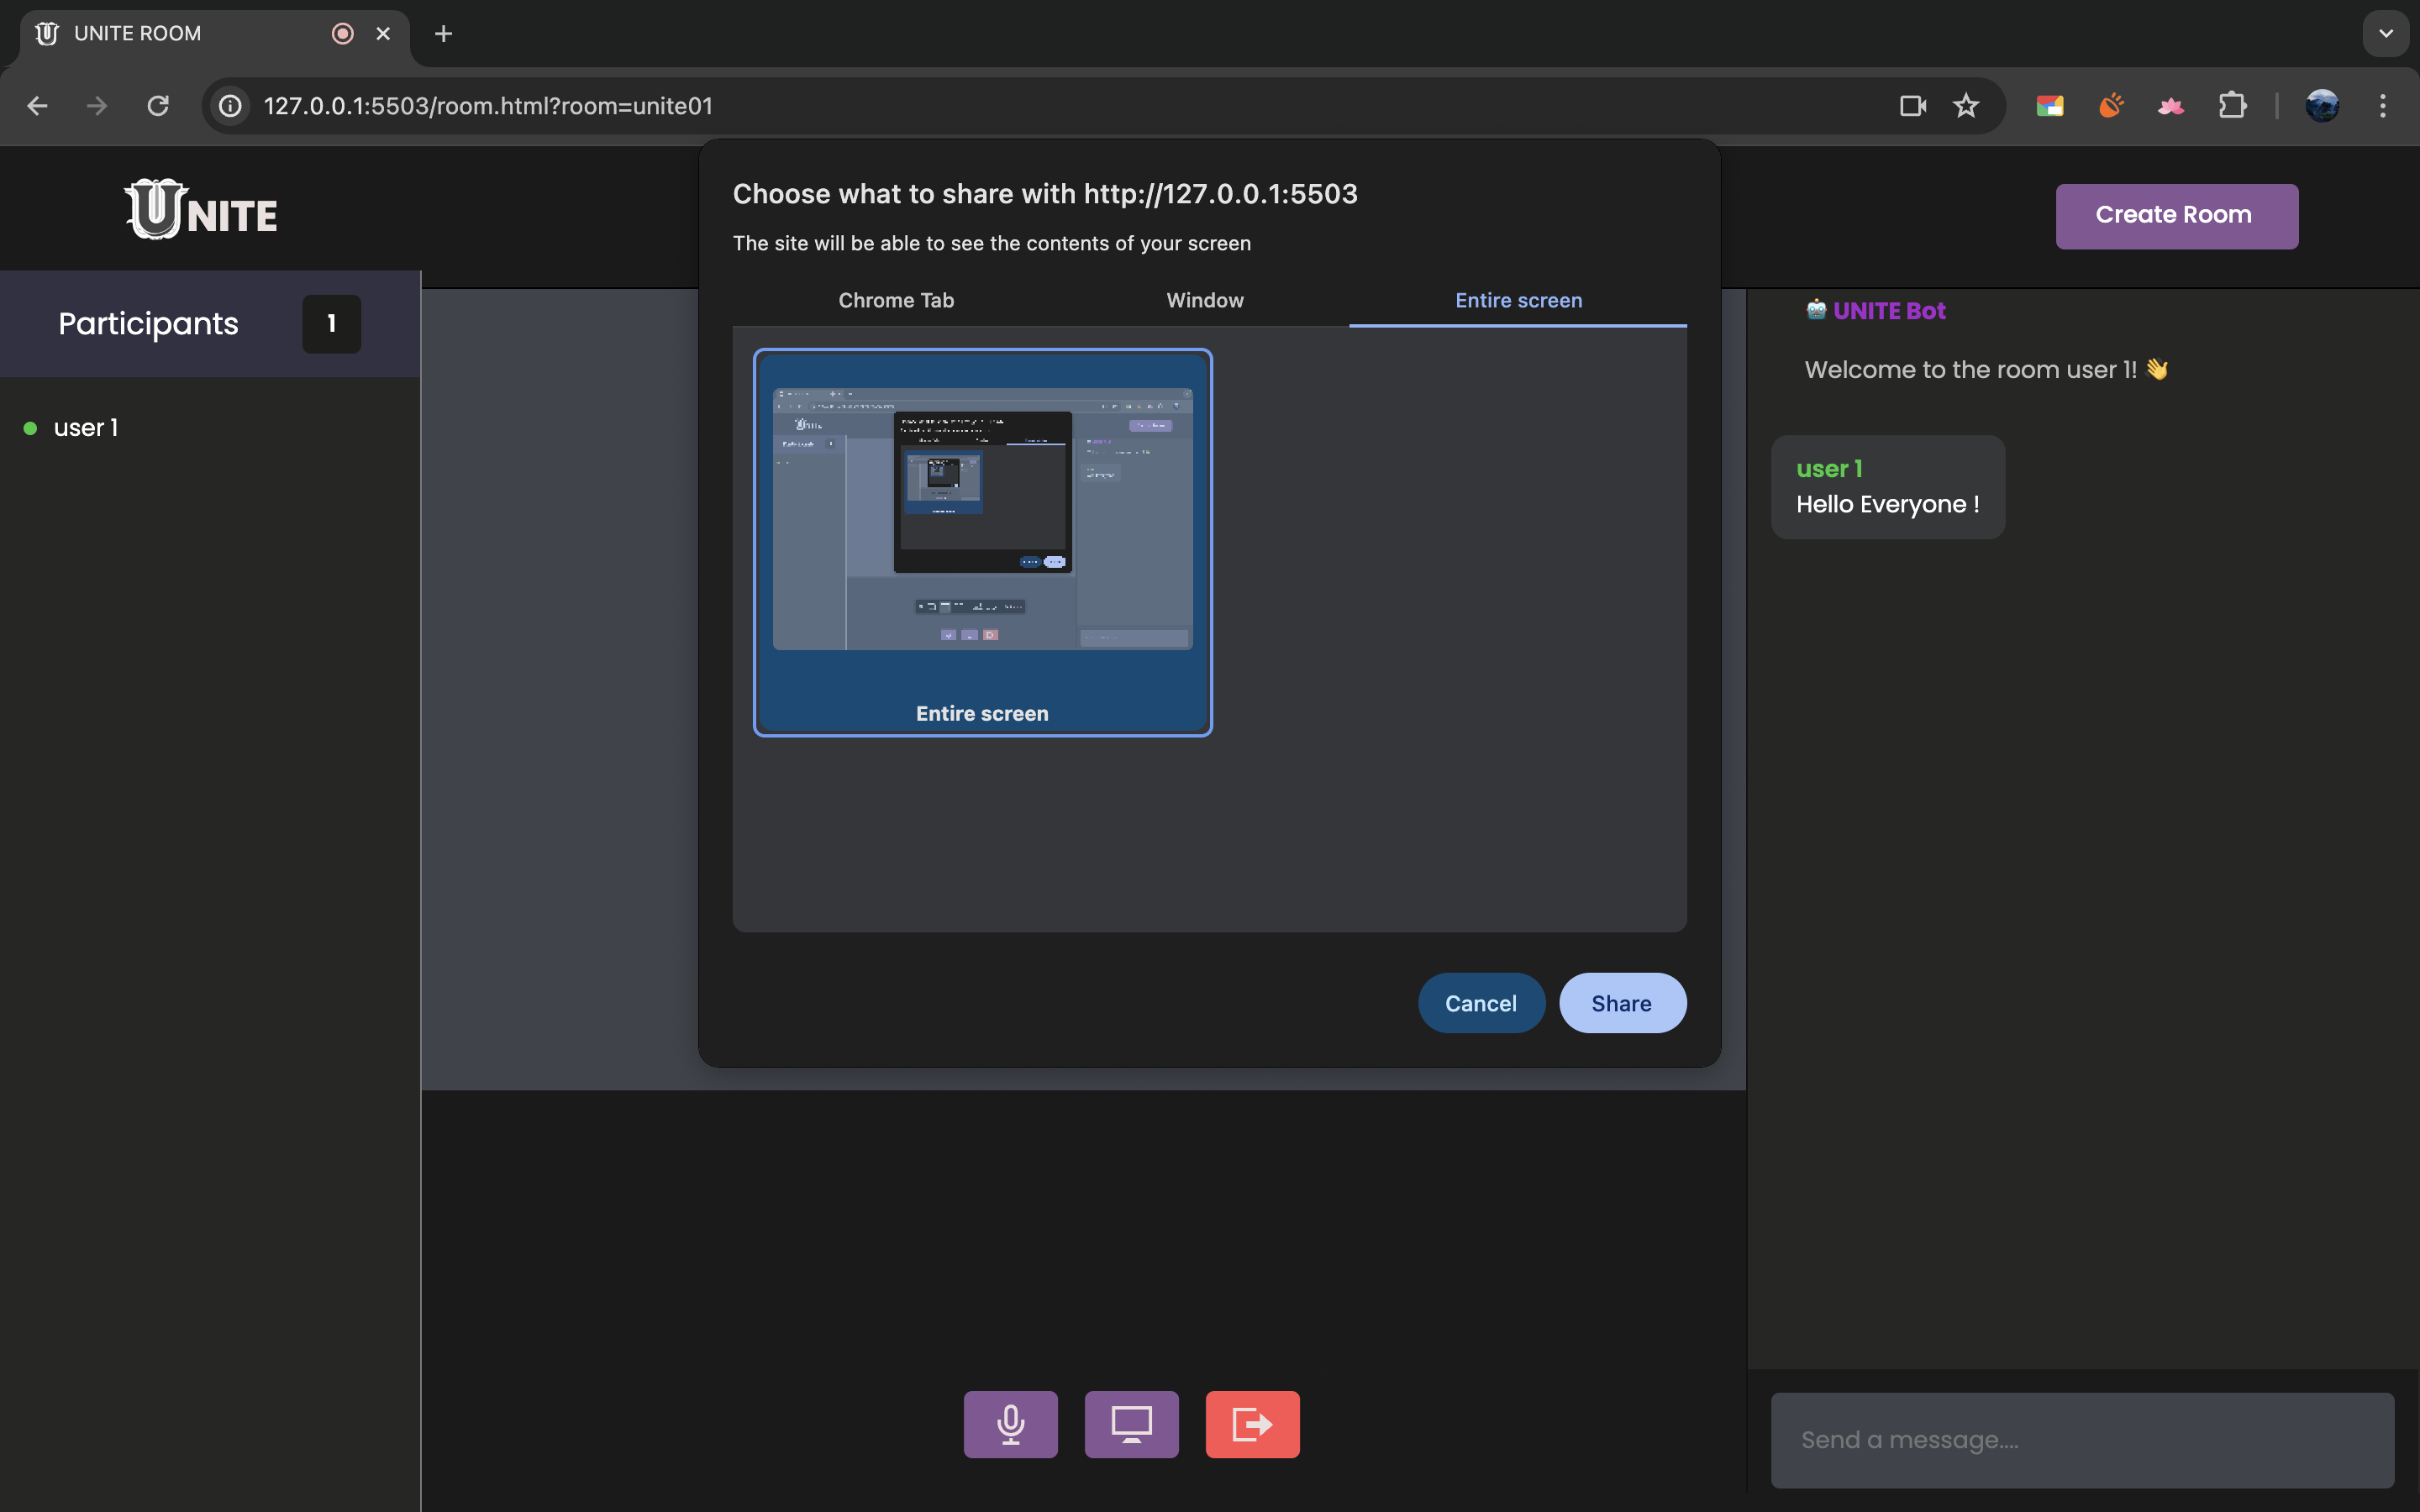 UNITE ROOM
127.0.0.1:5503/room.html?room=unite01
UNITE
Create Room
Participants
1
user 1
Choose what to share with http://127.0.0.1:5503
The site will be able to see the contents of your screen
Chrome Tab
Window
Entire screen
Entire screen
Cancel
Share
UNITE Bot
Welcome to the room user 1! 👋
user 1
Hello Everyone !
Send a message....